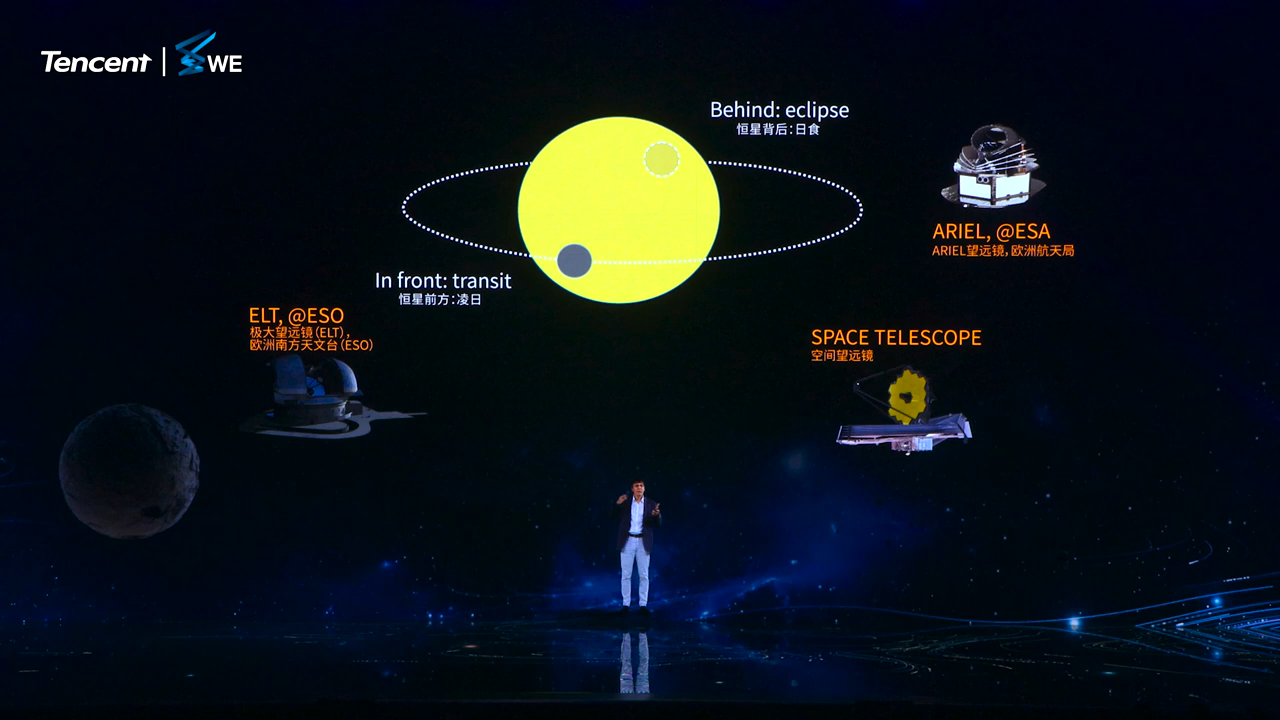 Tencent | WE
Behind: eclipse
恒星背后:日食
In front: transit
恒星前方:凌日
ARIEL, @ESA
ARIEL望远镜,欧洲航天局
ELT, @ESO
极大望远镜(ELT),
欧洲南方天文台(ESO)
SPACE TELESCOPE
空间望远镜